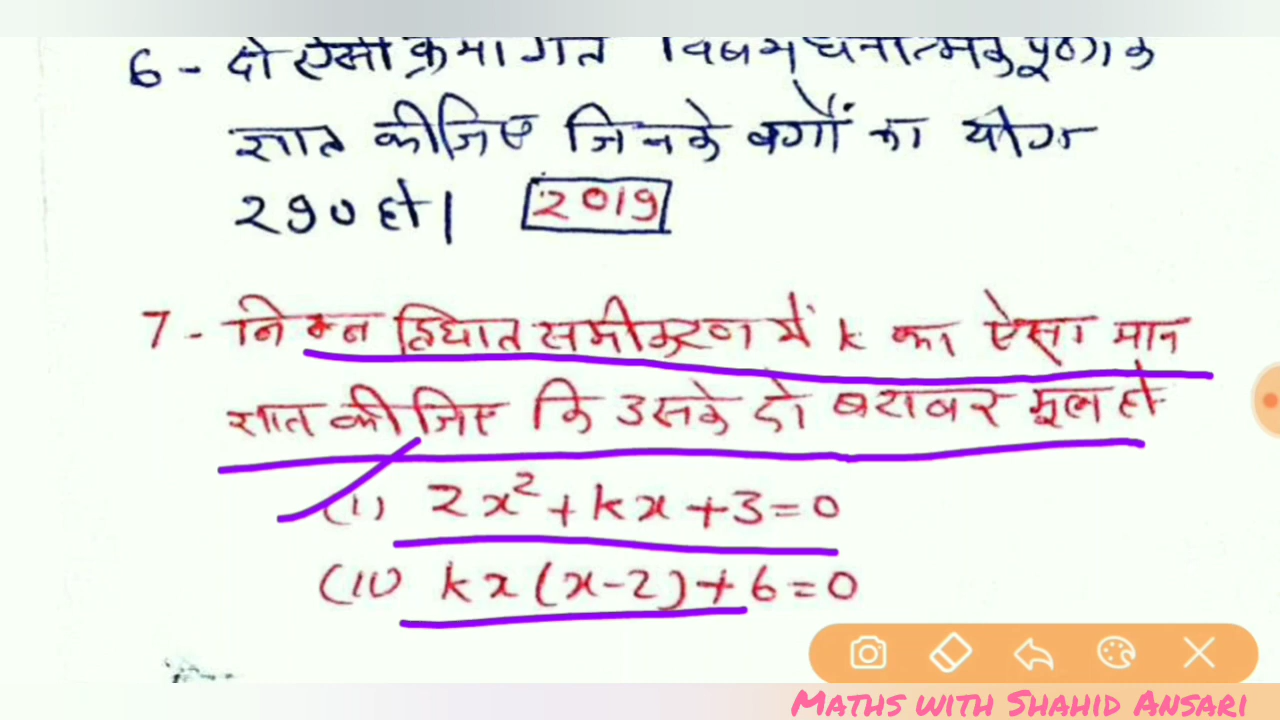 6 - दो ऐसी क्रमागत विषम धनात्मक पूर्णांक
ज्ञात कीजिए जिनके वर्गों का योग
290 हो। 2019
7 - निम्न द्विघात समीकरण में k का ऐसा मान
ज्ञात कीजिए कि उसके दो बराबर मूल हो
(i) 2x²+kx+3=0
(ii) kx(x-2)+6=0
MATHS WITH SHAHID ANSARI